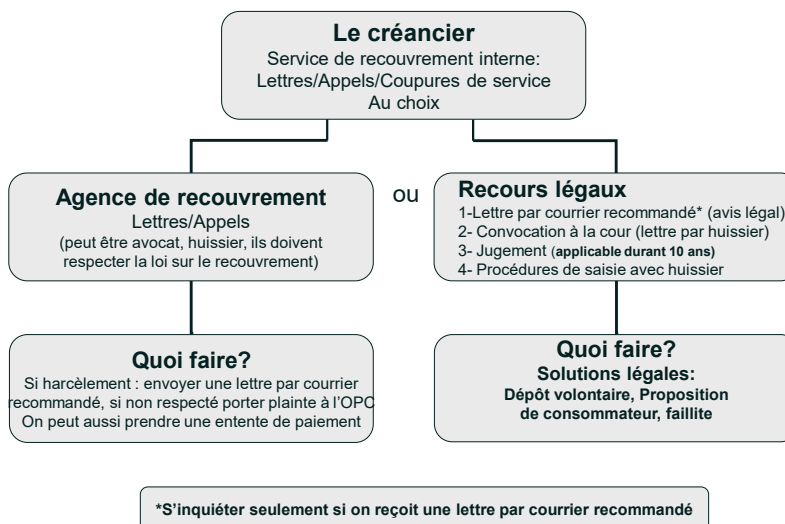 Le créancier
Service de recouvrement interne:
Lettres/Appels/Coupures de service
Au choix
Agence de recouvrement
Lettres/Appels
(peut être avocat, huissier, ils doivent
respecter la loi sur le recouvrement)
ou
Recours légaux
1-Lettre par courrier recommandé* (avis légal)
2- Convocation à la cour (lettre par huissier)
3- Jugement (applicable durant 10 ans)
4- Procédures de saisie avec huissier
Quoi faire?
Si harcèlement : envoyer une lettre par courrier
recommandé, si non respecté porter plainte à l'OPC
On peut aussi prendre une entente de paiement
Quoi faire?
Solutions légales:
Dépôt volontaire, Proposition
de consommateur, faillite
*S'inquiéter seulement si on reçoit une lettre par courrier recommandé